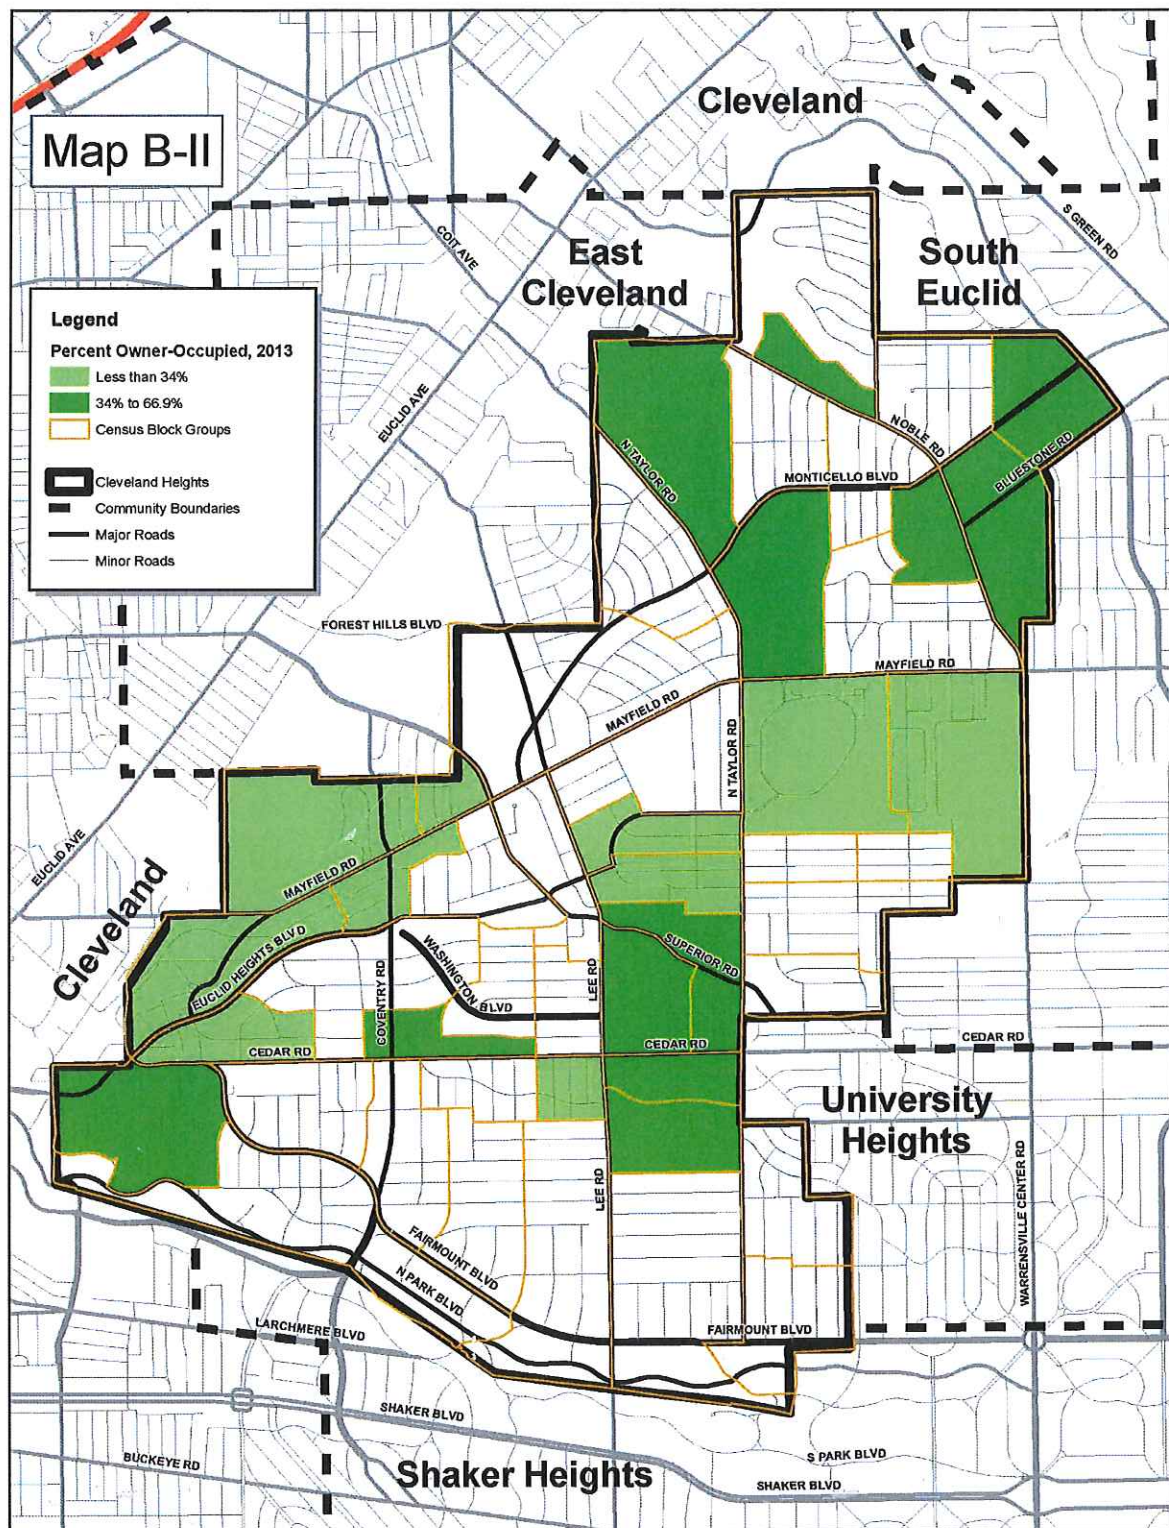 Map B-II
Cleveland
East
Cleveland
South
Euclid
S GREEN RD
COIT AVE
Legend
Percent Owner-Occupied, 2013
Less than 34%
34% to 66.9%
Census Block Groups
Cleveland Heights
Community Boundaries
Major Roads
Minor Roads
EUCLID AVE
N TAYLOR RD
NOBLE RD
MONTICELLO BLVD
BLUESTONE RD
FOREST HILLS BLVD
MAYFIELD RD
MAYFIELD RD
N TAYLOR RD
EUCLID AVE
MAYFIELD RD
Cleveland
EUCLID HEIGHTS BLVD
COVENTRY RD
WASHINGTON BLVD
LEE RD
SUPERIOR RD
CEDAR RD
CEDAR RD
CEDAR RD
University
Heights
WARRENSVILLE CENTER RD
LEE RD
FAIRMOUNT BLVD
N PARK BLVD
LARCHMERE BLVD
FAIRMOUNT BLVD
SHAKER BLVD
BUCKEYE RD
Shaker Heights
S PARK BLVD
SHAKER BLVD